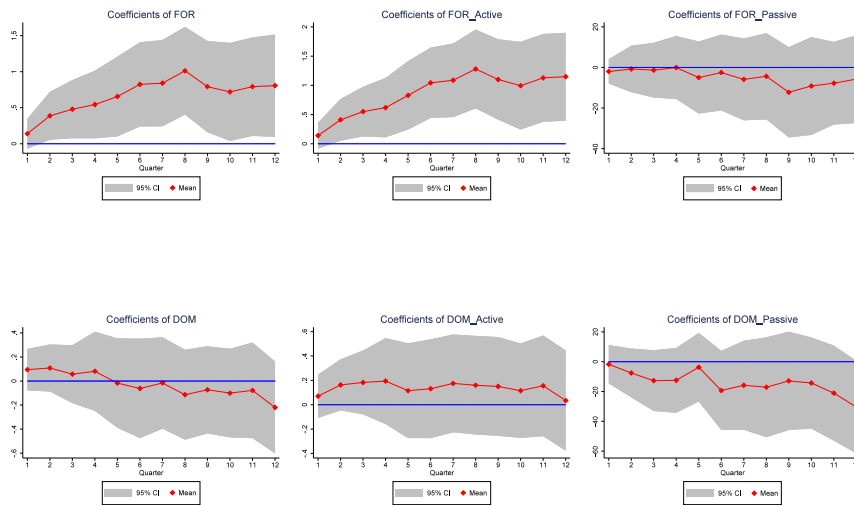 Coefficients of FOR
1,5
1
,5
0
1 2 3 4 5 6 7 8 9 10 11 12
Quarter
95% CI Mean
Coefficients of FOR_Active
2
1,5
1
,5
0
1 2 3 4 5 6 7 8 9 10 11 12
Quarter
95% CI Mean
Coefficients of FOR_Passive
20
0
-20
-40
1 2 3 4 5 6 7 8 9 10 11 1
Quarter
95% CI Mean
Coefficients of DOM
,4
,2
0
-,2
-,4
-,6
1 2 3 4 5 6 7 8 9 10 11 12
Quarter
95% CI Mean
Coefficients of DOM_Active
,6
,4
,2
0
-,2
-,4
1 2 3 4 5 6 7 8 9 10 11 12
Quarter
95% CI Mean
Coefficients of DOM_Passive
20
0
-20
-40
-60
1 2 3 4 5 6 7 8 9 10 11 1
Quarter
95% CI Mean